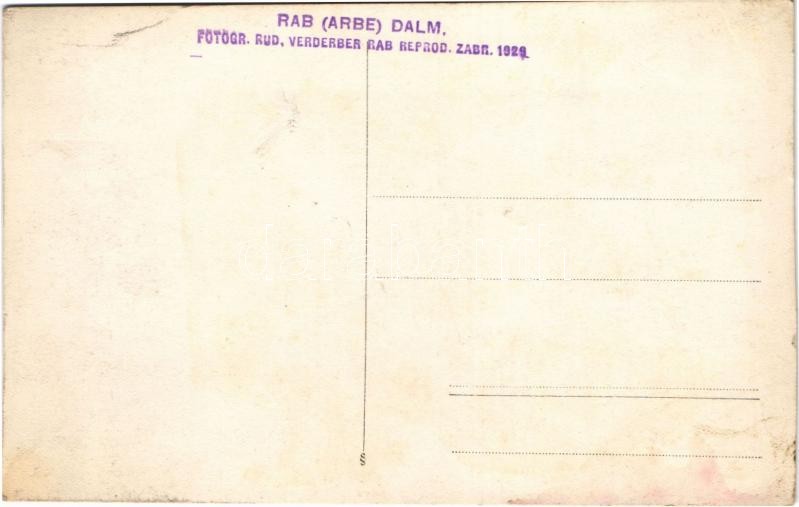 RAB (ARBE) DALM.
FOTOGR. RUD. VERDERBER RAB REPROD. ZABR. 1929
§